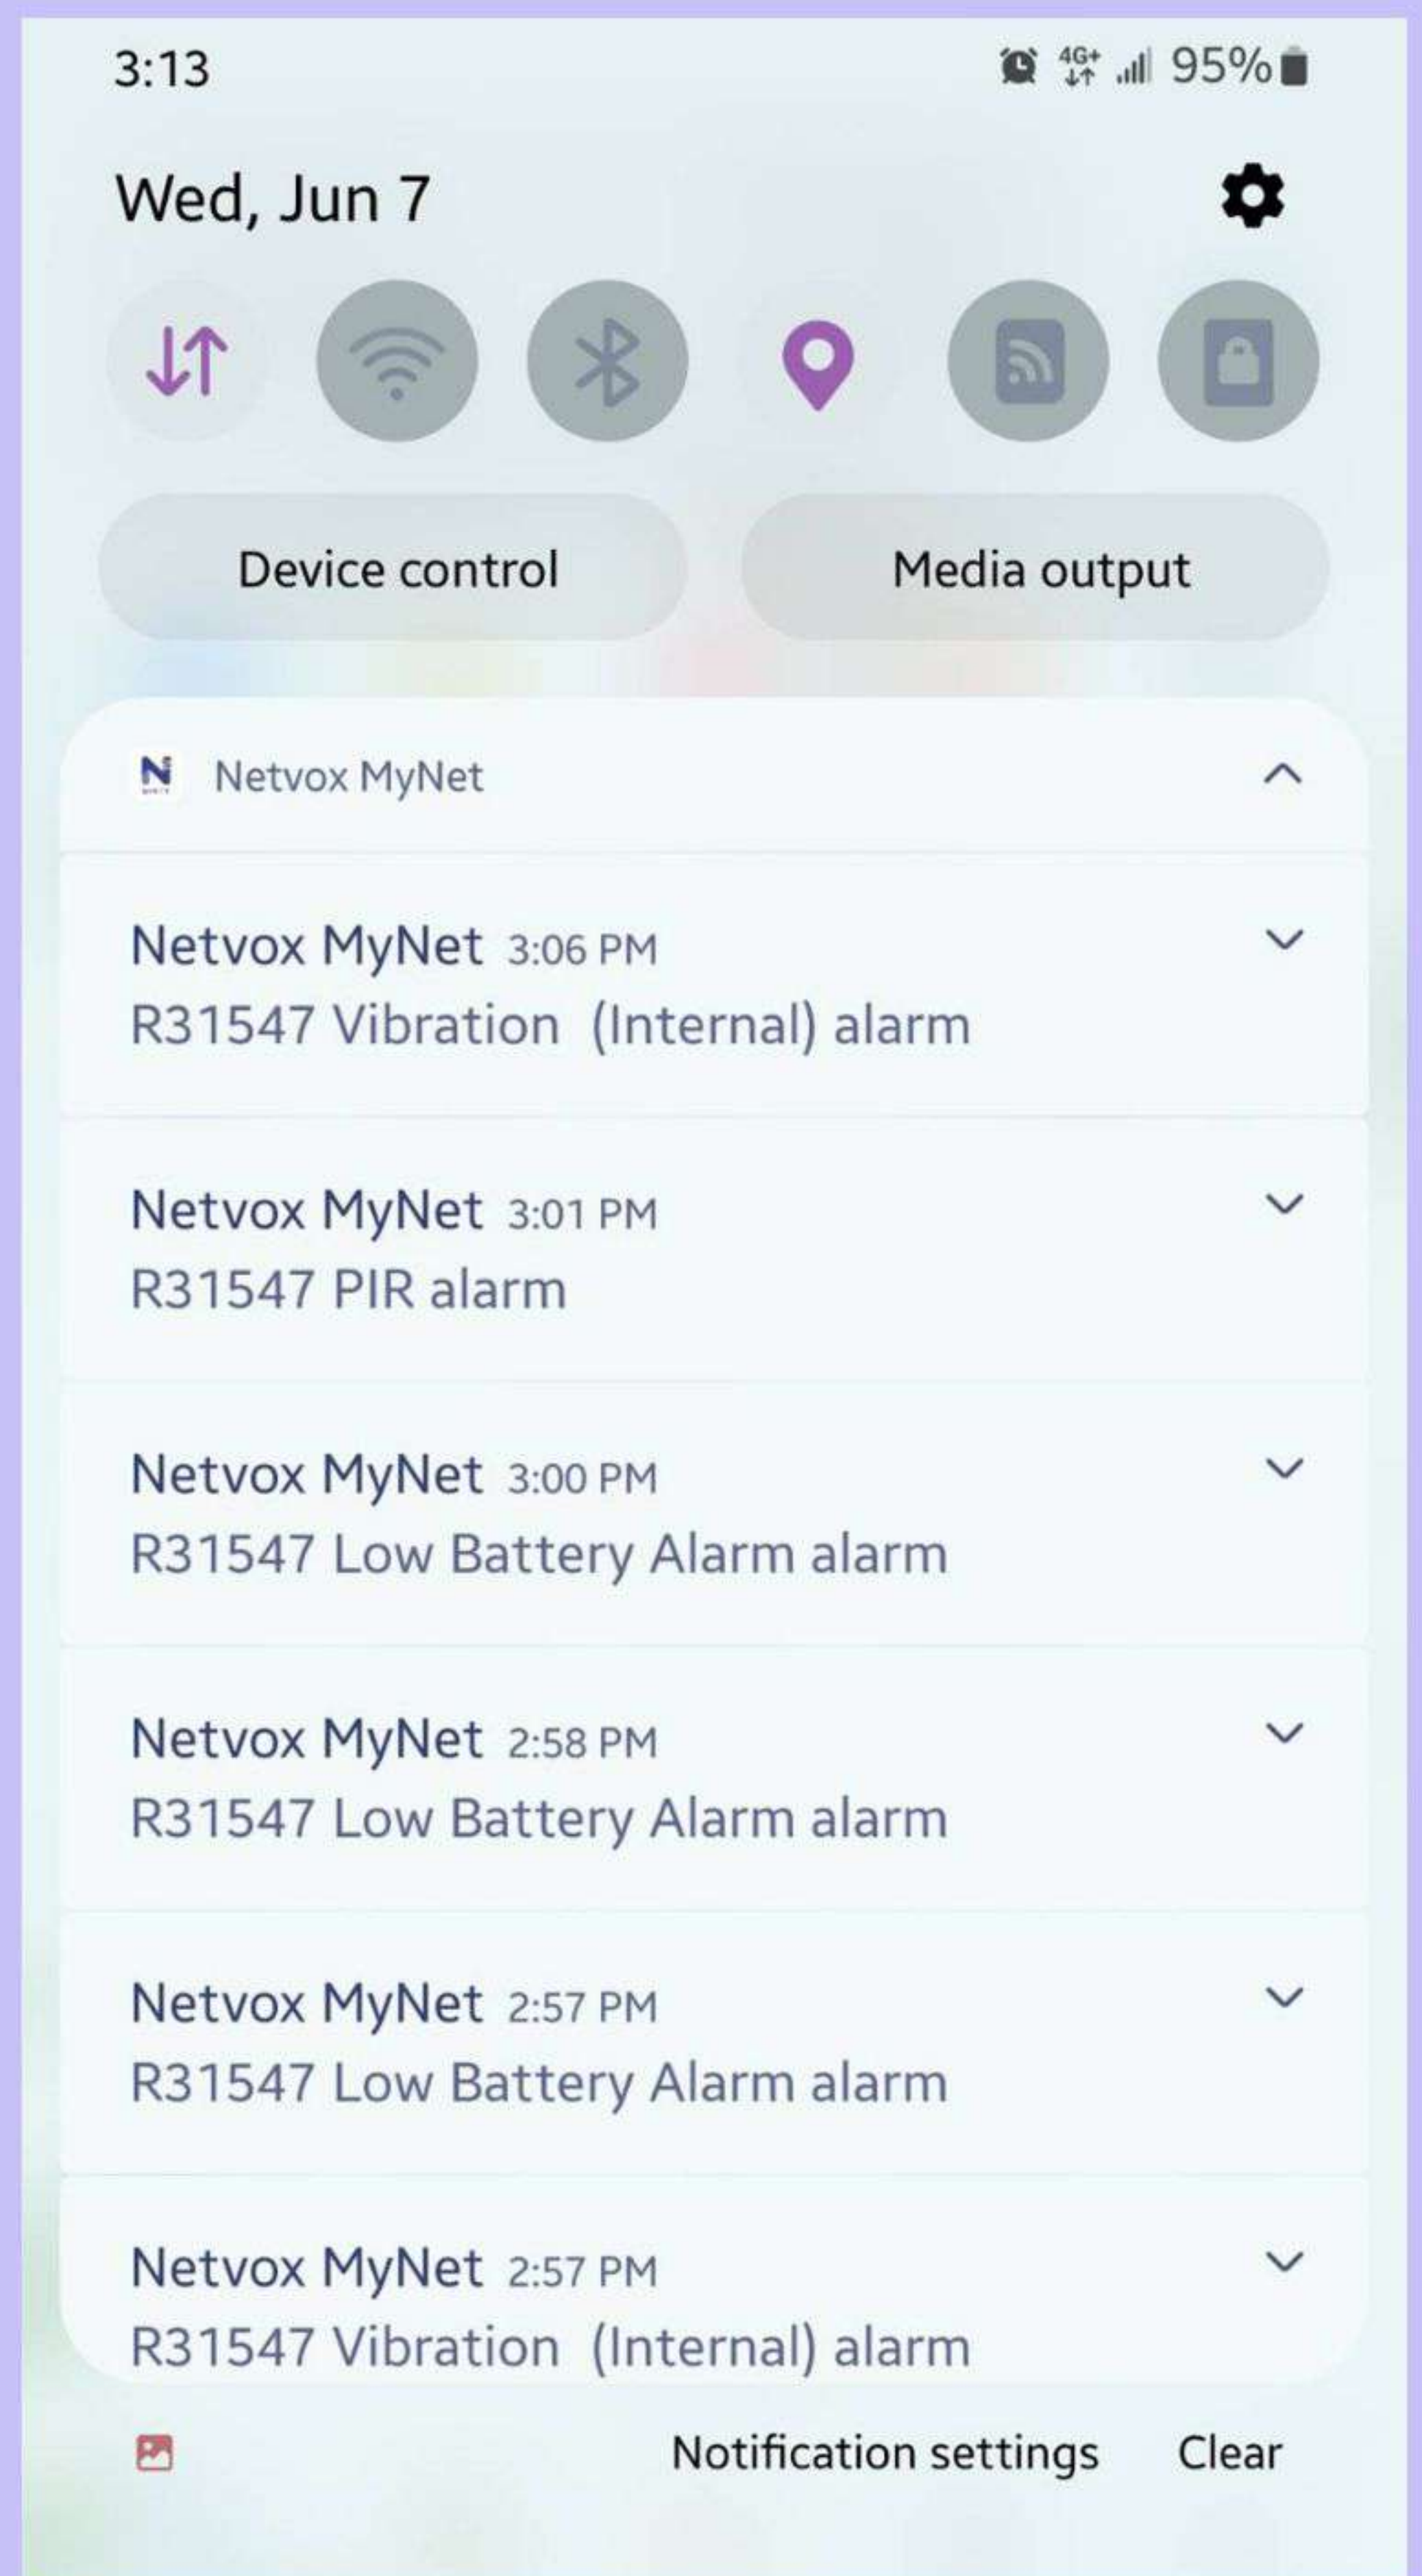 3:13 4G+ 95%
Wed, Jun 7
Device control Media output
Netvox MyNet
Netvox MyNet 3:06 PM
R31547 Vibration  (Internal) alarm
Netvox MyNet 3:01 PM
R31547 PIR alarm
Netvox MyNet 3:00 PM
R31547 Low Battery Alarm alarm
Netvox MyNet 2:58 PM
R31547 Low Battery Alarm alarm
Netvox MyNet 2:57 PM
R31547 Low Battery Alarm alarm
Netvox MyNet 2:57 PM
R31547 Vibration  (Internal) alarm
Notification settings Clear